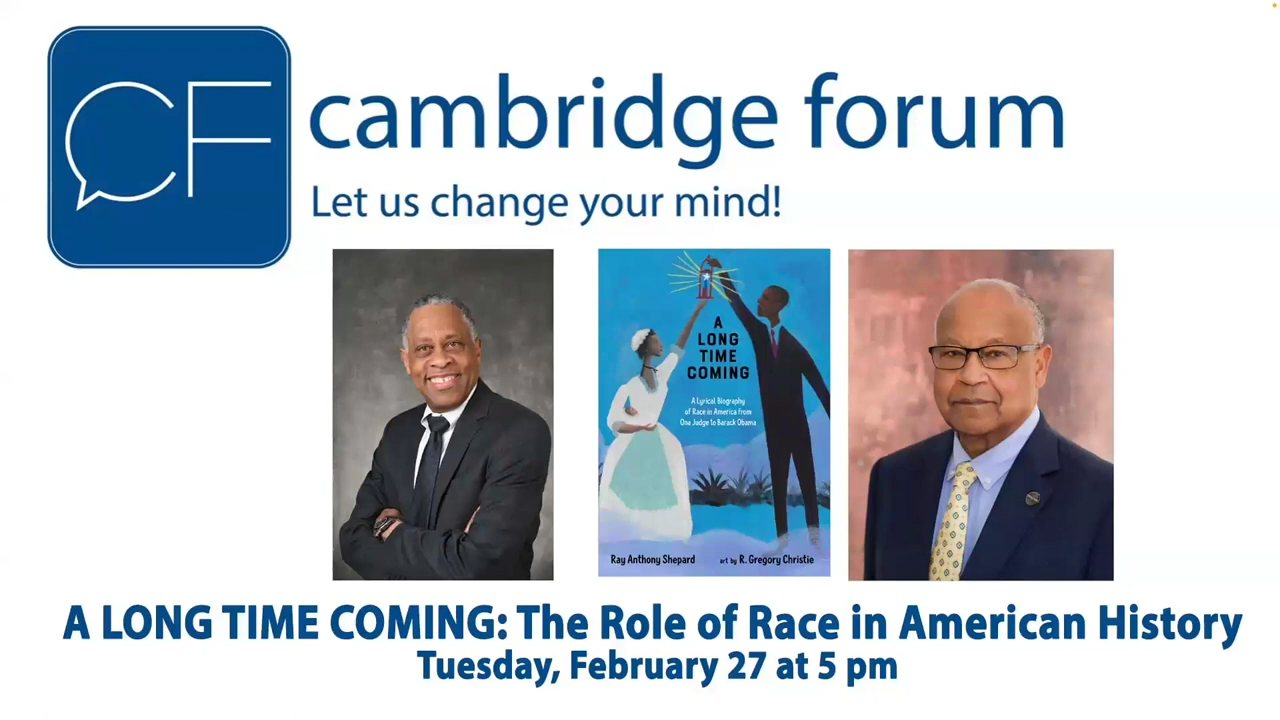 CF
cambridge forum
Let us change your mind!
A
LONG
TIME
COMING
A Lyrical Biography
of Race in America from
Ona Judge to Barack Obama
Ray Anthony Shepard
art by R. Gregory Christie
A LONG TIME COMING: The Role of Race in American History
Tuesday, February 27 at 5 pm